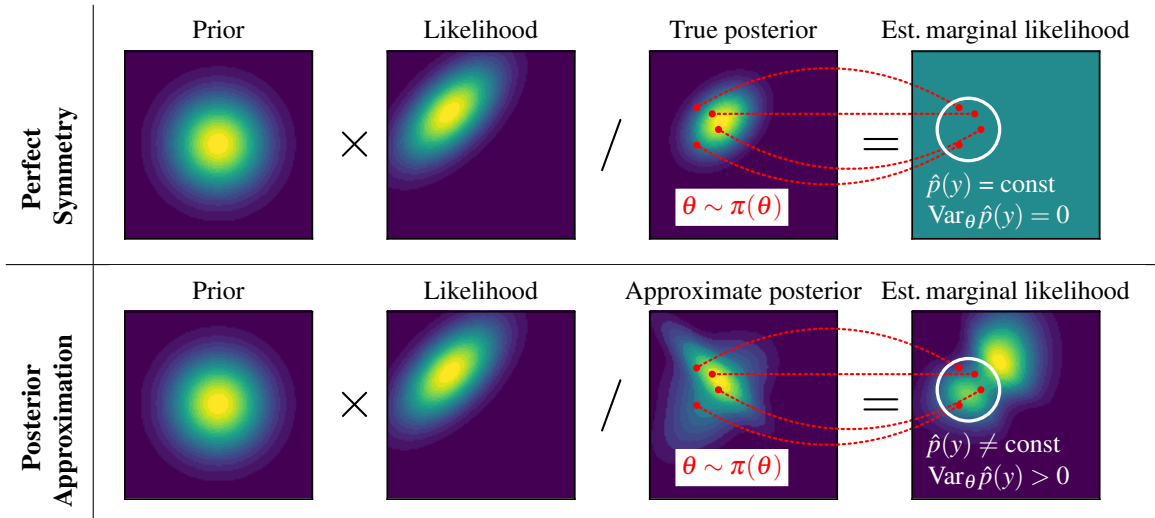 Prior
Likelihood
True posterior
Est. marginal likelihood
Perfect
Symmetry
×
/
=
θ ∼ π(θ)
p̂(y) = const
Var_θ p̂(y) = 0
Prior
Likelihood
Approximate posterior
Est. marginal likelihood
Posterior
Approximation
×
/
=
θ ∼ π(θ)
p̂(y) ≠ const
Var_θ p̂(y) > 0